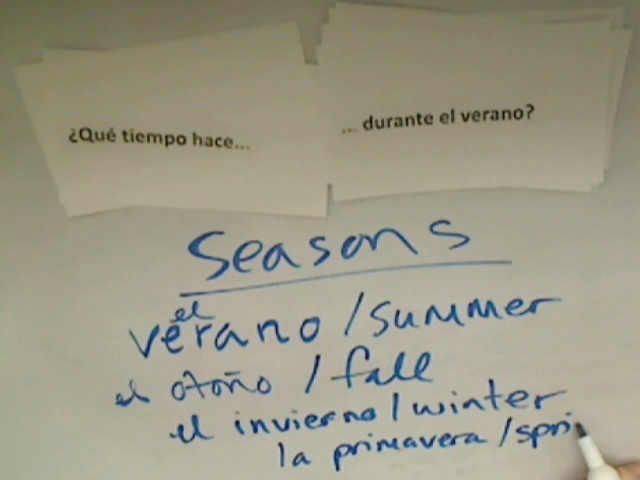 ¿Qué tiempo hace...
... durante el verano?
Seasons
el
verano / summer
el otoño / fall
el invierno / winter
la primavera / spri